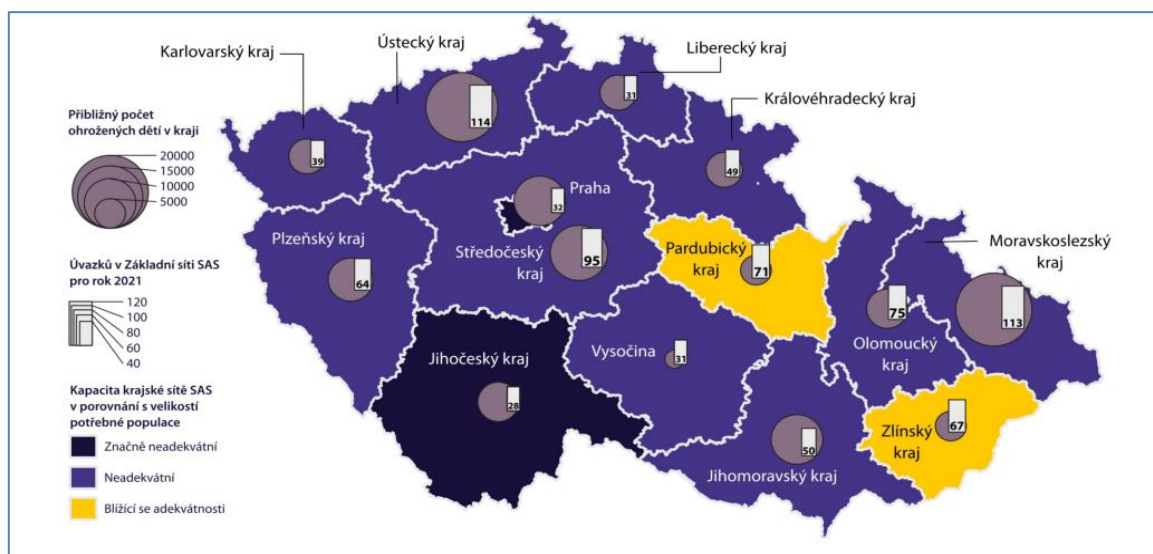 Karlovarský kraj
Ústecký kraj
Liberecký kraj
Královéhradecký kraj
Přibližný počet
ohrožených dětí v kraji
20000
15000
10000
5000
Úvazků v Základní síti SAS
pro rok 2021
120
100
80
60
40
Kapacita krajské sítě SAS
v porovnání s velikostí
potřebné populace
Značně neadekvátní
Neadekvátní
Blížící se adekvátnosti
114
31
39
49
Praha
32
Plzeňský kraj
64
Středočeský
kraj
95
Pardubický
kraj
71
Moravskoslezský
kraj
113
75
Olomoucký
kraj
Jihočeský kraj
28
Vysočina
31
Zlínský
kraj
67
50
Jihomoravský kraj